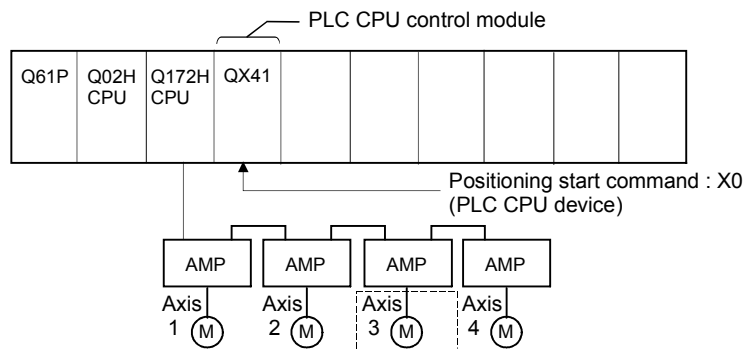 PLC CPU control module
Q61P
Q02H
CPU
Q172H
CPU
QX41
Positioning start command : X0
(PLC CPU device)
AMP
AMP
AMP
AMP
Axis
1
M
Axis
2
M
Axis
3
M
Axis
4
M